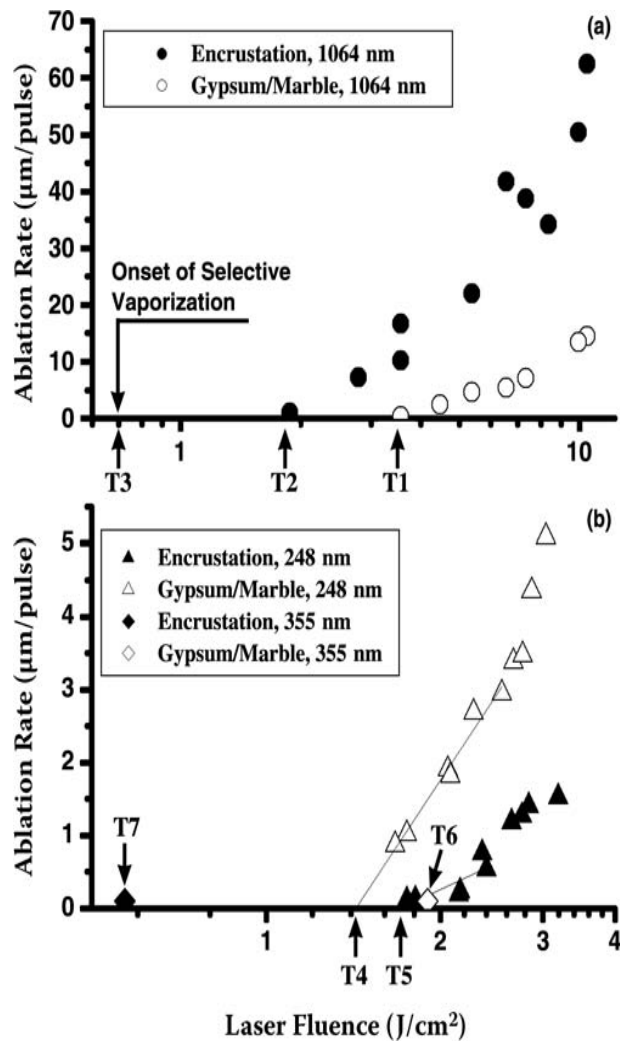 (a)
70
60
50
40
30
20
10
0
Ablation Rate (μm/pulse)
Encrustation, 1064 nm
Gypsum/Marble, 1064 nm
Onset of Selective
Vaporization
1
10
T3
T2
T1
(b)
5
4
3
2
1
0
Ablation Rate (μm/pulse)
Encrustation, 248 nm
Gypsum/Marble, 248 nm
Encrustation, 355 nm
Gypsum/Marble, 355 nm
T7
T6
1
2
3
4
T4
T5
Laser Fluence (J/cm²)